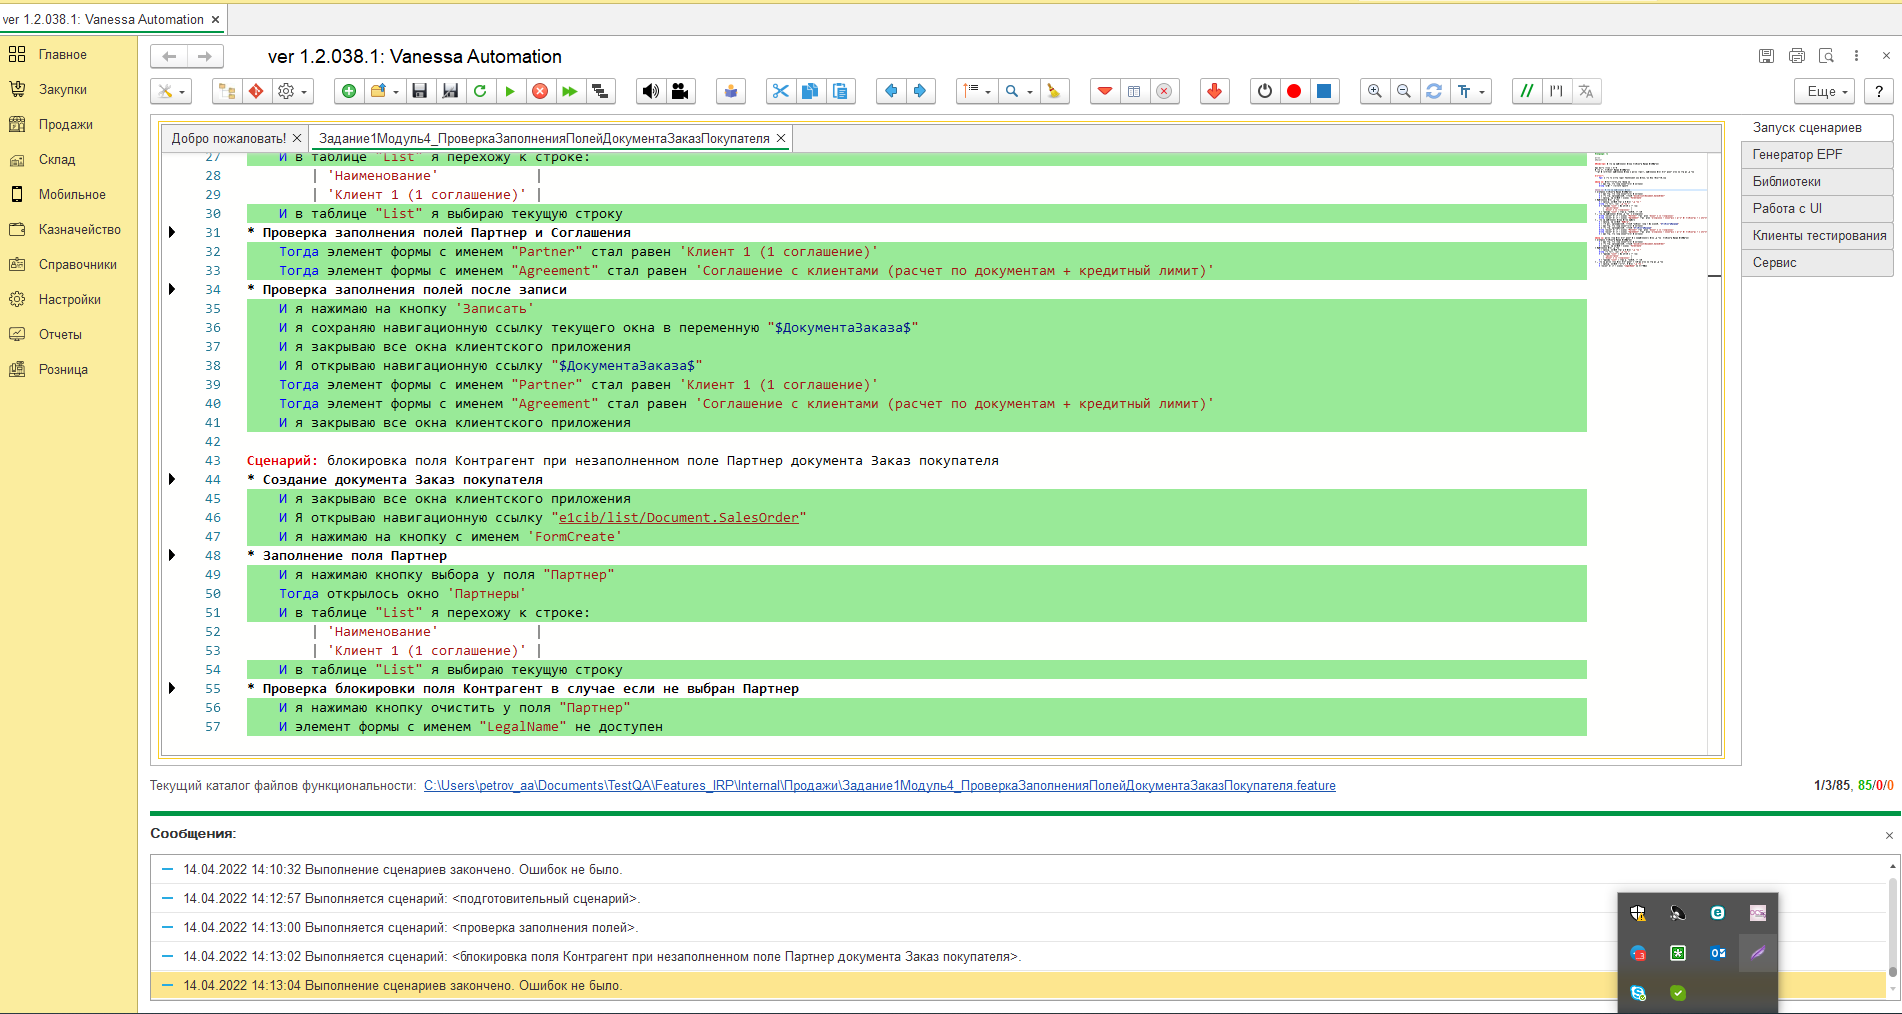 ver 1.2.038.1: Vanessa Automation ×
Главное
Закупки
Продажи
Склад
Мобильное
Казначейство
Справочники
Настройки
Отчеты
Розница
ver 1.2.038.1: Vanessa Automation
Еще
?
Добро пожаловать! ×
Задание1Модуль4_ПроверкаЗаполненияПолейДокументаЗаказПокупателя ×
Запуск сценариев
Генератор EPF
Библиотеки
Работа с UI
Клиенты тестирования
Сервис
27 И в таблице "List" я перехожу к строке:
28 | 'Наименование' |
29 | 'Клиент 1 (1 соглашение)' |
30 И в таблице "List" я выбираю текущую строку
31 * Проверка заполнения полей Партнер и Соглашения
32 Тогда элемент формы с именем "Partner" стал равен 'Клиент 1 (1 соглашение)'
33 Тогда элемент формы с именем "Agreement" стал равен 'Соглашение с клиентами (расчет по документам + кредитный лимит)'
34 * Проверка заполнения полей после записи
35 И я нажимаю на кнопку 'Записать'
36 И я сохраняю навигационную ссылку текущего окна в переменную "$ДокументаЗаказа$"
37 И я закрываю все окна клиентского приложения
38 И Я открываю навигационную ссылку "$ДокументаЗаказа$"
39 Тогда элемент формы с именем "Partner" стал равен 'Клиент 1 (1 соглашение)'
40 Тогда элемент формы с именем "Agreement" стал равен 'Соглашение с клиентами (расчет по документам + кредитный лимит)'
41 И я закрываю все окна клиентского приложения
42
43 Сценарий: блокировка поля Контрагент при незаполненном поле Партнер документа Заказ покупателя
44 * Создание документа Заказ покупателя
45 И я закрываю все окна клиентского приложения
46 И Я открываю навигационную ссылку "e1cib/list/Document.SalesOrder"
47 И я нажимаю на кнопку с именем 'FormCreate'
48 * Заполнение поля Партнер
49 И я нажимаю кнопку выбора у поля "Партнер"
50 Тогда открылось окно 'Партнеры'
51 И в таблице "List" я перехожу к строке:
52 | 'Наименование' |
53 | 'Клиент 1 (1 соглашение)' |
54 И в таблице "List" я выбираю текущую строку
55 * Проверка блокировки поля Контрагент в случае если не выбран Партнер
56 И я нажимаю кнопку очистить у поля "Партнер"
57 И элемент формы с именем "LegalName" не доступен
Текущий каталог файлов функциональности: C:\Users\petrov_aa\Documents\TestQA\Features_IRP\Internal\Продажи\Задание1Модуль4_ПроверкаЗаполненияПолейДокументаЗаказПокупателя.feature
1/3/85, 85/0/0
Сообщения:
14.04.2022 14:10:32 Выполнение сценариев закончено. Ошибок не было.
14.04.2022 14:12:57 Выполняется сценарий: <подготовительный сценарий>.
14.04.2022 14:13:00 Выполняется сценарий: <проверка заполнения полей>.
14.04.2022 14:13:02 Выполняется сценарий: <блокировка поля Контрагент при незаполненном поле Партнер документа Заказ покупателя>.
14.04.2022 14:13:04 Выполнение сценариев закончено. Ошибок не было.